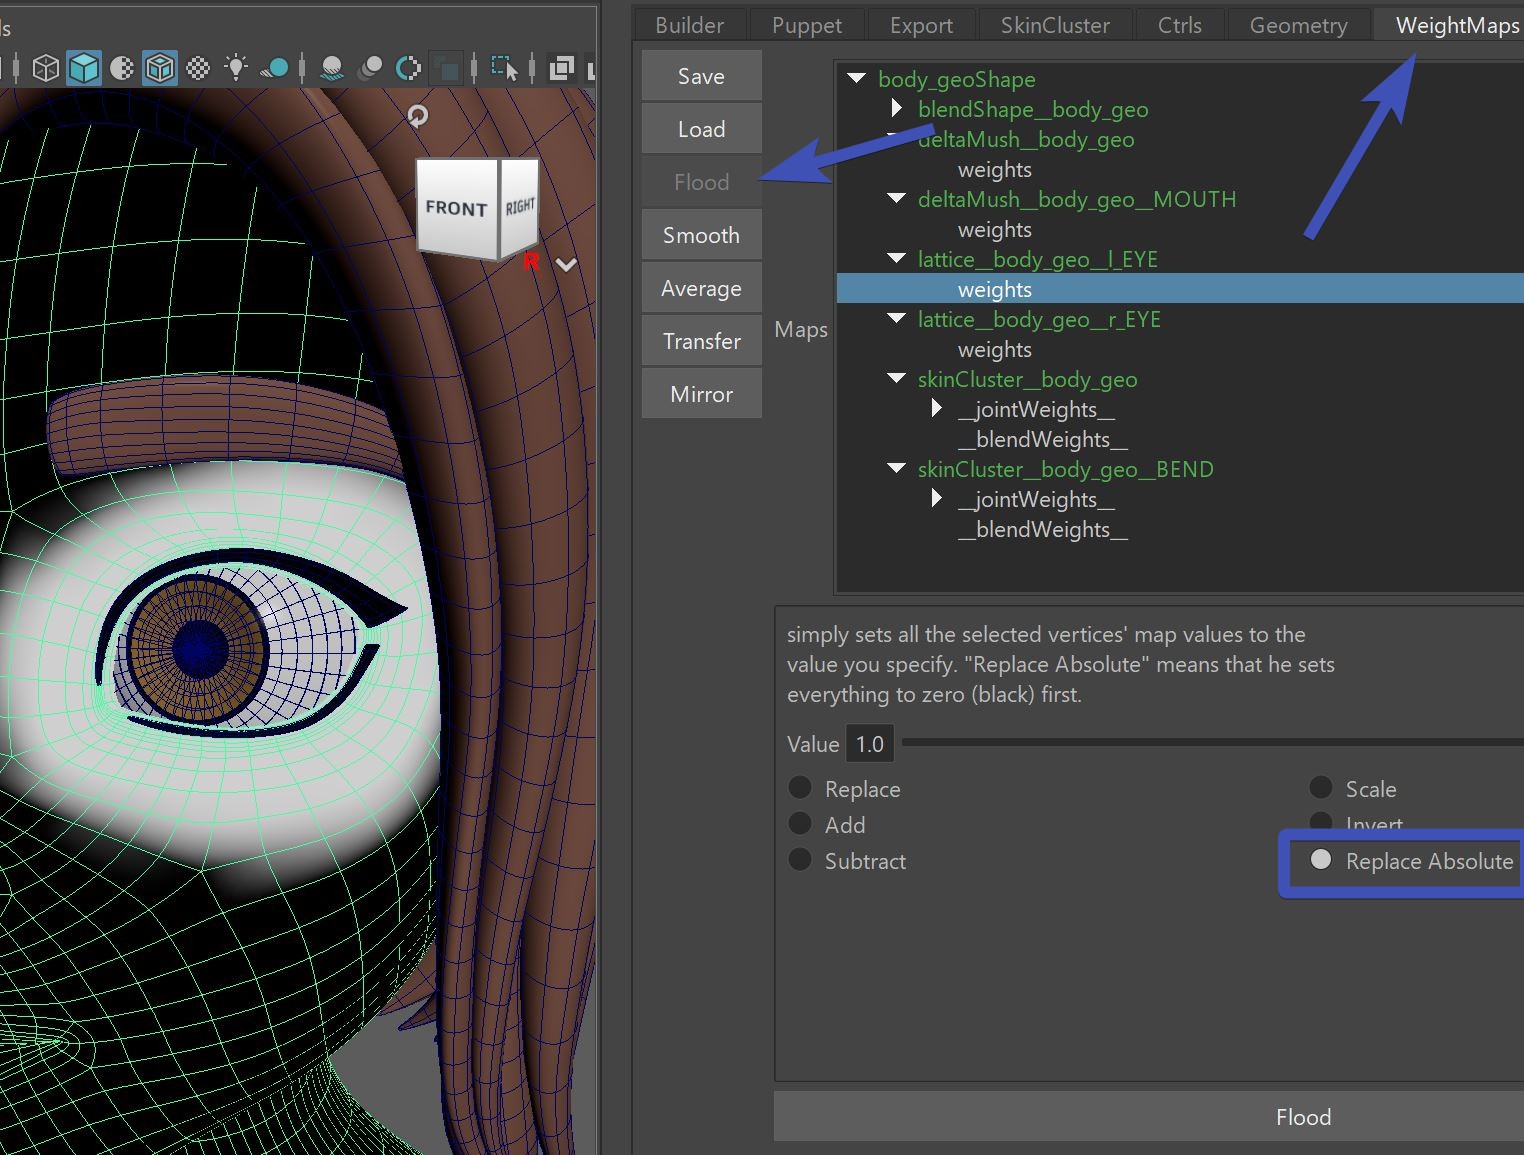 ls
Builder Puppet Export SkinCluster Ctrls Geometry WeightMaps
Save
Load
Flood
Smooth
Average
Transfer
Mirror
FRONT RIGHT
R
Maps
body_geoShape
blendShape__body_geo
deltaMush__body_geo
weights
deltaMush__body_geo__MOUTH
weights
lattice__body_geo__l_EYE
weights
lattice__body_geo__r_EYE
weights
skinCluster__body_geo
__jointWeights__
__blendWeights__
skinCluster__body_geo__BEND
__jointWeights__
__blendWeights__
simply sets all the selected vertices' map values to the
value you specify. "Replace Absolute" means that he sets
everything to zero (black) first.
Value 1.0
Replace Scale
Add Invert
Subtract Replace Absolute
Flood